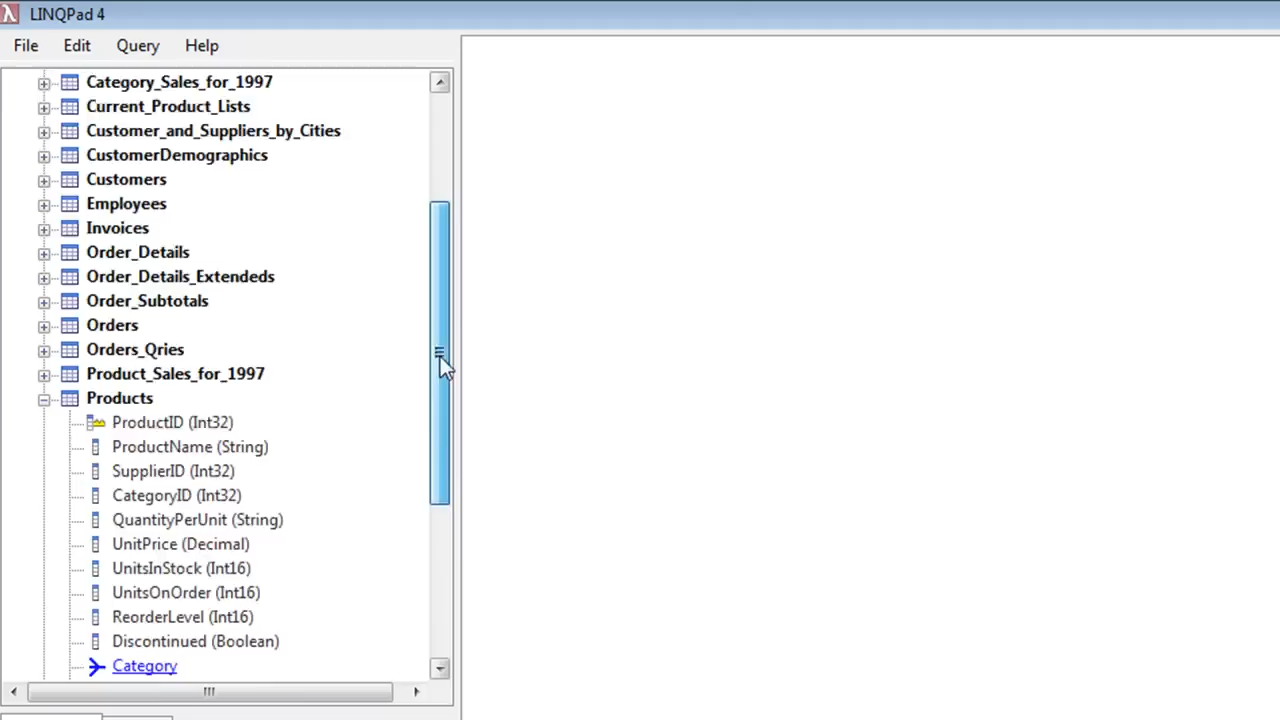 LINQPad 4
File Edit Query Help
Category_Sales_for_1997
Current_Product_Lists
Customer_and_Suppliers_by_Cities
CustomerDemographics
Customers
Employees
Invoices
Order_Details
Order_Details_Extendeds
Order_Subtotals
Orders
Orders_Qries
Product_Sales_for_1997
Products
ProductID (Int32)
ProductName (String)
SupplierID (Int32)
CategoryID (Int32)
QuantityPerUnit (String)
UnitPrice (Decimal)
UnitsInStock (Int16)
UnitsOnOrder (Int16)
ReorderLevel (Int16)
Discontinued (Boolean)
Category